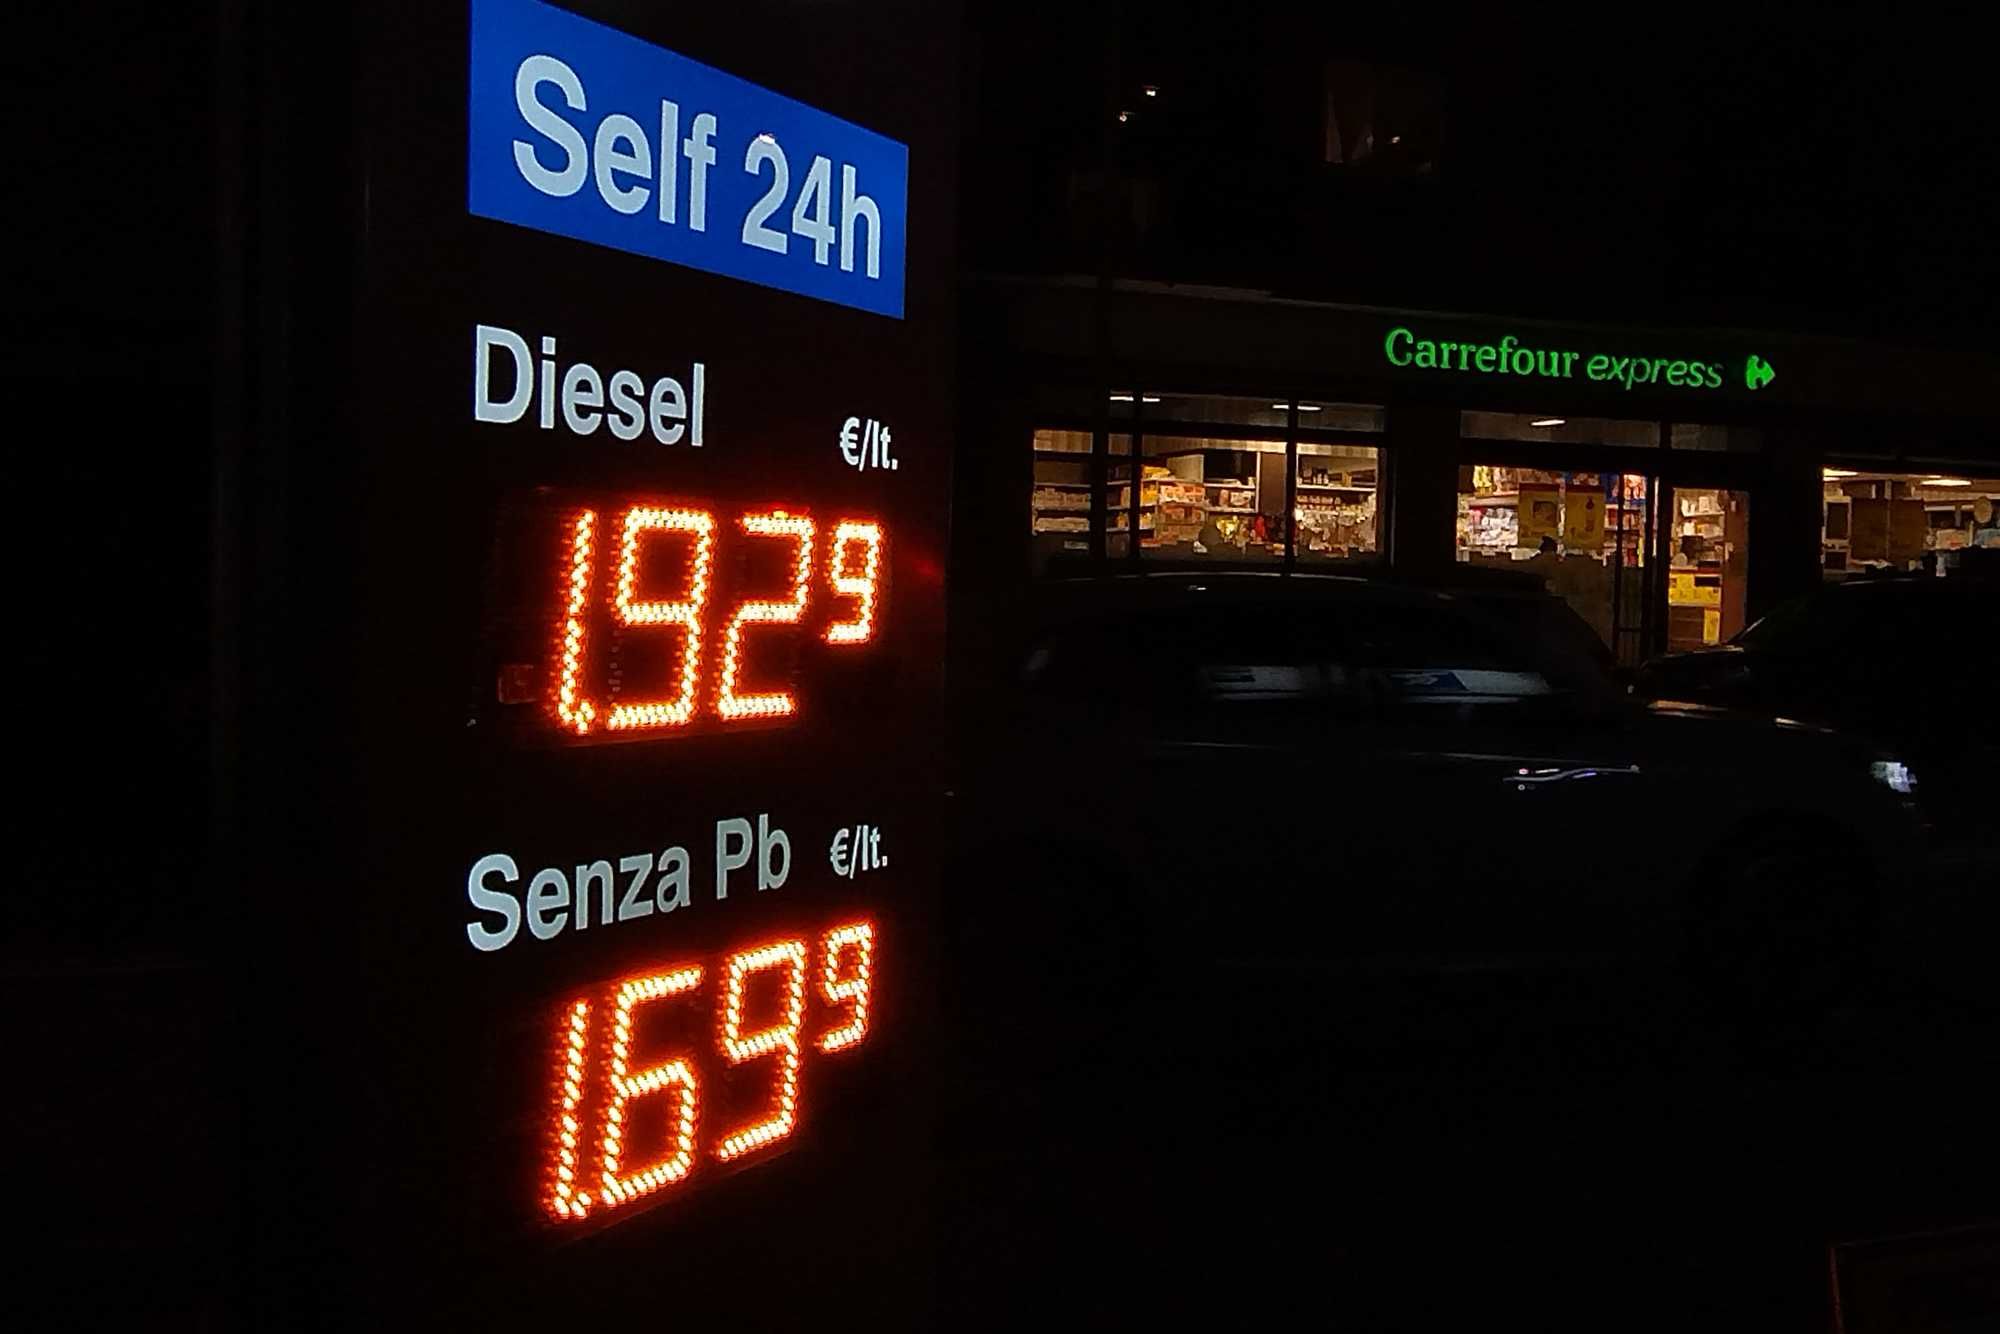 Self 24h
Diesel
€/lt.
1.929
Senza Pb €/lt.
1.699
Carrefour express